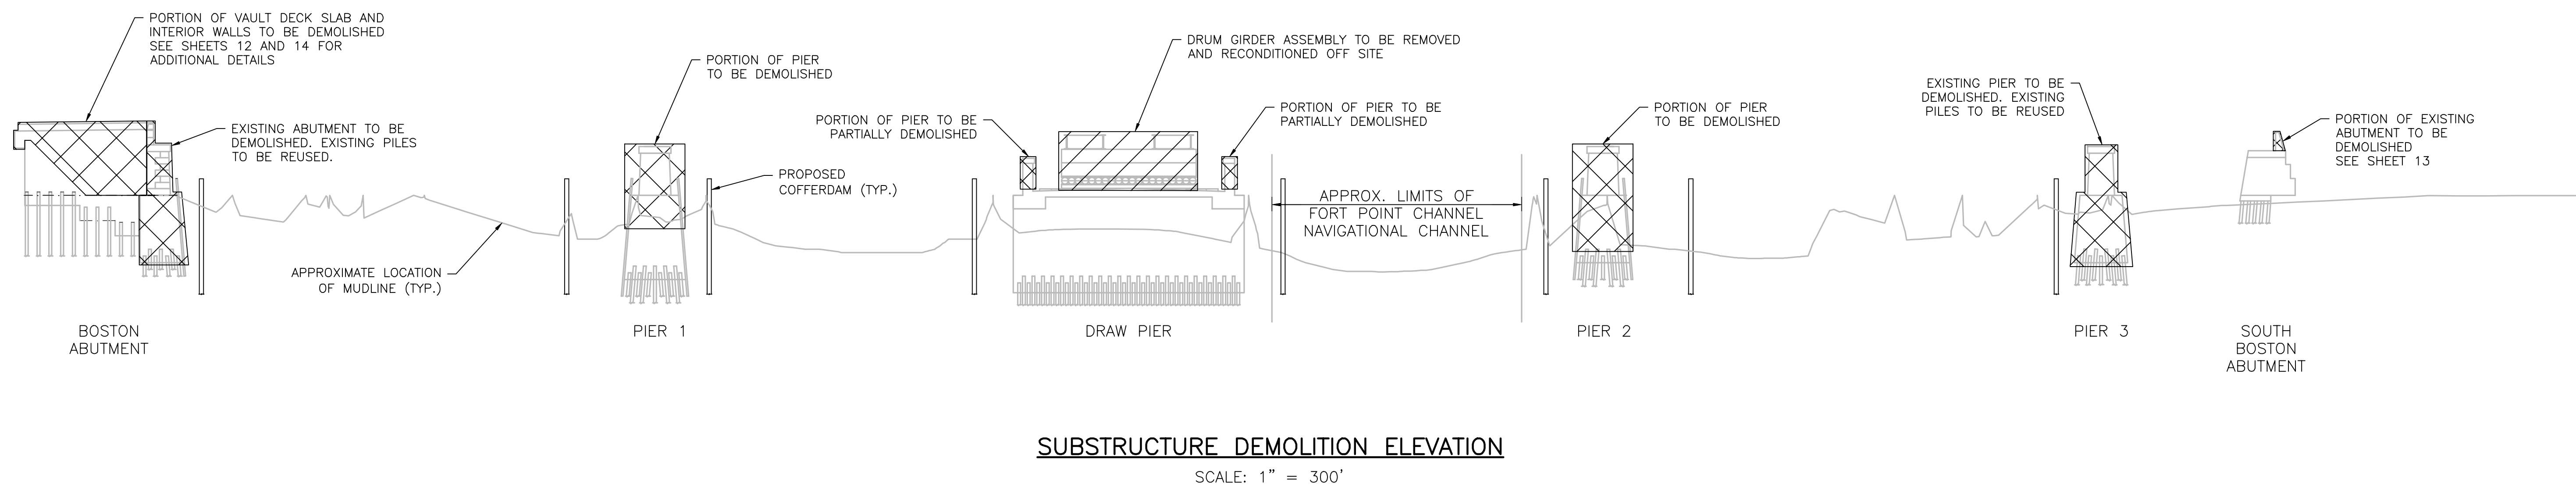 PORTION OF VAULT DECK SLAB AND
INTERIOR WALLS TO BE DEMOLISHED
SEE SHEETS 12 AND 14 FOR
ADDITIONAL DETAILS
EXISTING ABUTMENT TO BE
DEMOLISHED. EXISTING PILES
TO BE REUSED.
APPROXIMATE LOCATION
OF MUDLINE (TYP.)
PORTION OF PIER
TO BE DEMOLISHED
PROPOSED
COFFERDAM (TYP.)
PORTION OF PIER TO BE
PARTIALLY DEMOLISHED
DRUM GIRDER ASSEMBLY TO BE REMOVED
AND RECONDITIONED OFF SITE
PORTION OF PIER TO BE
PARTIALLY DEMOLISHED
APPROX. LIMITS OF
FORT POINT CHANNEL
NAVIGATIONAL CHANNEL
PORTION OF PIER
TO BE DEMOLISHED
EXISTING PIER TO BE
DEMOLISHED. EXISTING
PILES TO BE REUSED
PORTION OF EXISTING
ABUTMENT TO BE
DEMOLISHED
SEE SHEET 13
BOSTON
ABUTMENT
PIER 1
DRAW PIER
PIER 2
PIER 3
SOUTH
BOSTON
ABUTMENT
SUBSTRUCTURE DEMOLITION ELEVATION
SCALE: 1" = 300'